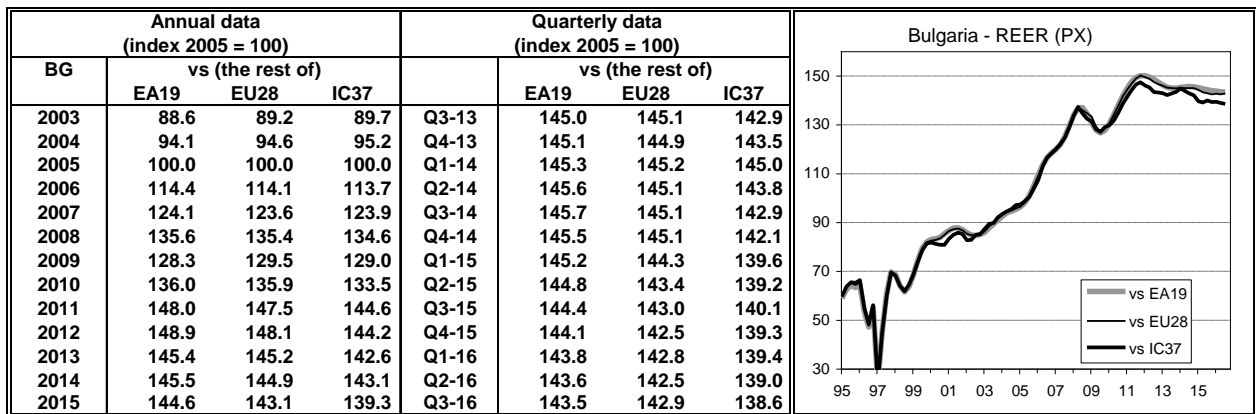 Annual data Quarterly data
(index 2005 = 100) (index 2005 = 100)
BG vs (the rest of) vs (the rest of)
EA19 EU28 IC37 EA19 EU28 IC37
2003 88.6 89.2 89.7 Q3-13 145.0 145.1 142.9
2004 94.1 94.6 95.2 Q4-13 145.1 144.9 143.5
2005 100.0 100.0 100.0 Q1-14 145.3 145.2 145.0
2006 114.4 114.1 113.7 Q2-14 145.6 145.1 143.8
2007 124.1 123.6 123.9 Q3-14 145.7 145.1 142.9
2008 135.6 135.4 134.6 Q4-14 145.5 145.1 142.1
2009 128.3 129.5 129.0 Q1-15 145.2 144.3 139.6
2010 136.0 135.9 133.5 Q2-15 144.8 143.4 139.2
2011 148.0 147.5 144.6 Q3-15 144.4 143.0 140.1
2012 148.9 148.1 144.2 Q4-15 144.1 142.5 139.3
2013 145.4 145.2 142.6 Q1-16 143.8 142.8 139.4
2014 145.5 144.9 143.1 Q2-16 143.6 142.5 139.0
2015 144.6 143.1 139.3 Q3-16 143.5 142.9 138.6
Bulgaria - REER (PX)
150
130
110
90
70
50
30
vs EA19
vs EU28
vs IC37
95 97 99 01 03 05 07 09 11 13 15